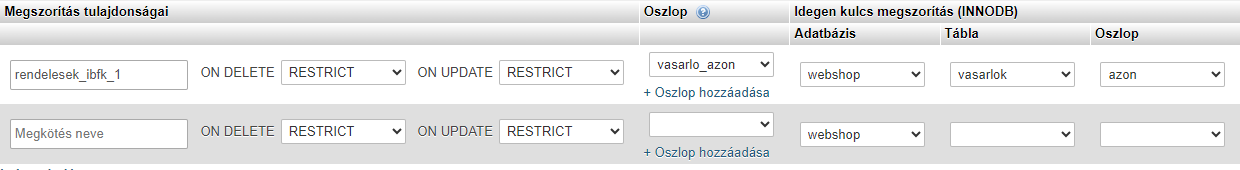 Megszorítás tulajdonságai Oszlop Idegen kulcs megszorítás (INNODB)
Adatbázis Tábla Oszlop
rendelesek_ibfk_1 ON DELETE RESTRICT ON UPDATE RESTRICT vasarlo_azon webshop vasarlok azon
+ Oszlop hozzáadása
Megkötés neve ON DELETE RESTRICT ON UPDATE RESTRICT webshop
+ Oszlop hozzáadása